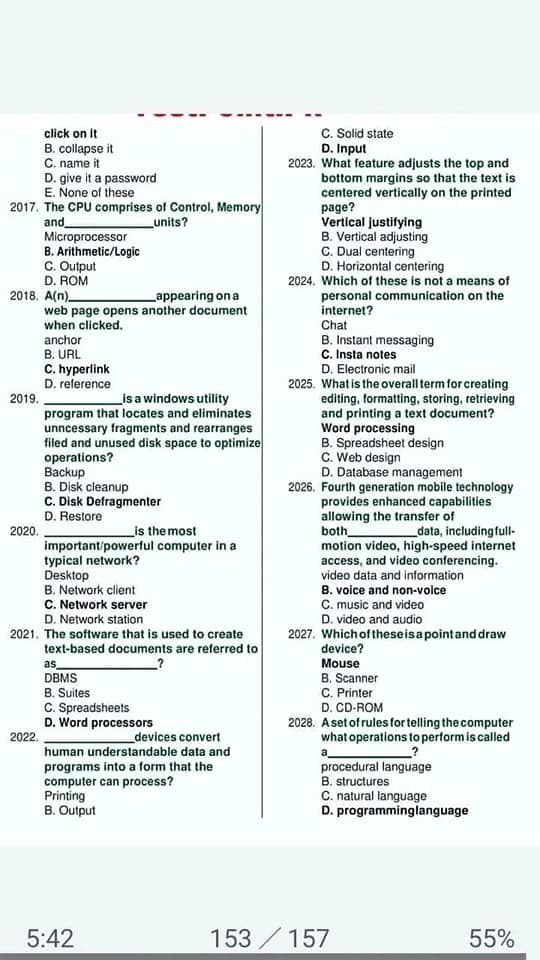 click on it
B. collapse it
C. name it
D. give it a password
E. None of these
2017. The CPU comprises of Control, Memory
and______________units?
Microprocessor
B. Arithmetic/Logic
C. Output
D. ROM
2018. A(n)______________appearing on a
web page opens another document
when clicked.
anchor
B. URL
C. hyperlink
D. reference
2019. ____________is a windows utility
program that locates and eliminates
unncessary fragments and rearranges
filed and unused disk space to optimize
operations?
Backup
B. Disk cleanup
C. Disk Defragmenter
D. Restore
2020. ______________is the most
important/powerful computer in a
typical network?
Desktop
B. Network client
C. Network server
D. Network station
2021. The software that is used to create
text-based documents are referred to
as________________?
DBMS
B. Suites
C. Spreadsheets
D. Word processors
2022. ______________devices convert
human understandable data and
programs into a form that the
computer can process?
Printing
B. Output
C. Solid state
D. Input
2023. What feature adjusts the top and
bottom margins so that the text is
centered vertically on the printed
page?
Vertical justifying
B. Vertical adjusting
C. Dual centering
D. Horizontal centering
2024. Which of these is not a means of
personal communication on the
internet?
Chat
B. Instant messaging
C. Insta notes
D. Electronic mail
2025. What is the overall term for creating
editing, formatting, storing, retrieving
and printing a text document?
Word processing
B. Spreadsheet design
C. Web design
D. Database management
2026. Fourth generation mobile technology
provides enhanced capabilities
allowing the transfer of
both___________data, including full-
motion video, high-speed internet
access, and video conferencing.
video data and information
B. voice and non-voice
C. music and video
D. video and audio
2027. Which of these is a point and draw
device?
Mouse
B. Scanner
C. Printer
D. CD-ROM
2028. A set of rules for telling the computer
what operations to perform is called
a_____________?
procedural language
B. structures
C. natural language
D. programminglanguage
5:42 153 / 157 55%